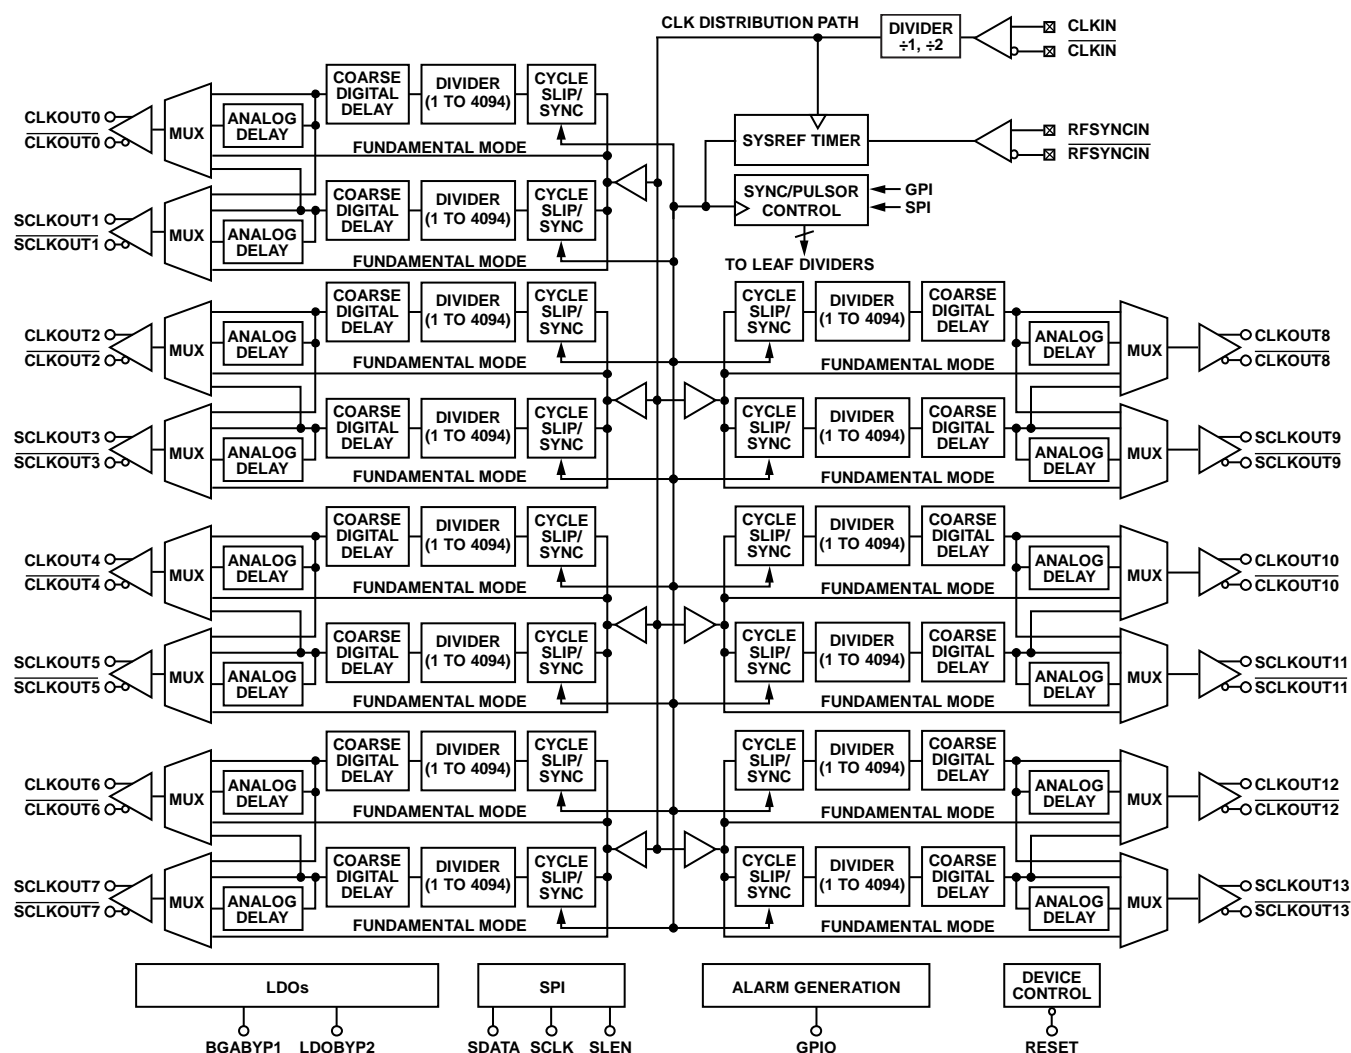 CLK DISTRIBUTION PATH
DIVIDER
÷1, ÷2
CLKIN
CLKIN
SYSREF TIMER
RFSYNCIN
RFSYNCIN
SYNC/PULSOR
CONTROL
GPI
SPI
TO LEAF DIVIDERS
CLKOUT0
CLKOUT0
MUX
ANALOG
DELAY
COARSE
DIGITAL
DELAY
DIVIDER
(1 TO 4094)
CYCLE
SLIP/
SYNC
FUNDAMENTAL MODE
SCLKOUT1
SCLKOUT1
MUX
ANALOG
DELAY
COARSE
DIGITAL
DELAY
DIVIDER
(1 TO 4094)
CYCLE
SLIP/
SYNC
FUNDAMENTAL MODE
CLKOUT2
CLKOUT2
MUX
ANALOG
DELAY
COARSE
DIGITAL
DELAY
DIVIDER
(1 TO 4094)
CYCLE
SLIP/
SYNC
FUNDAMENTAL MODE
CYCLE
SLIP/
SYNC
DIVIDER
(1 TO 4094)
COARSE
DIGITAL
DELAY
ANALOG
DELAY
MUX
CLKOUT8
CLKOUT8
FUNDAMENTAL MODE
SCLKOUT3
SCLKOUT3
MUX
ANALOG
DELAY
COARSE
DIGITAL
DELAY
DIVIDER
(1 TO 4094)
CYCLE
SLIP/
SYNC
FUNDAMENTAL MODE
CYCLE
SLIP/
SYNC
DIVIDER
(1 TO 4094)
COARSE
DIGITAL
DELAY
ANALOG
DELAY
MUX
SCLKOUT9
SCLKOUT9
FUNDAMENTAL MODE
CLKOUT4
CLKOUT4
MUX
ANALOG
DELAY
COARSE
DIGITAL
DELAY
DIVIDER
(1 TO 4094)
CYCLE
SLIP/
SYNC
FUNDAMENTAL MODE
CYCLE
SLIP/
SYNC
DIVIDER
(1 TO 4094)
COARSE
DIGITAL
DELAY
ANALOG
DELAY
MUX
CLKOUT10
CLKOUT10
FUNDAMENTAL MODE
SCLKOUT5
SCLKOUT5
MUX
ANALOG
DELAY
COARSE
DIGITAL
DELAY
DIVIDER
(1 TO 4094)
CYCLE
SLIP/
SYNC
FUNDAMENTAL MODE
CYCLE
SLIP/
SYNC
DIVIDER
(1 TO 4094)
COARSE
DIGITAL
DELAY
ANALOG
DELAY
MUX
SCLKOUT11
SCLKOUT11
FUNDAMENTAL MODE
CLKOUT6
CLKOUT6
MUX
ANALOG
DELAY
COARSE
DIGITAL
DELAY
DIVIDER
(1 TO 4094)
CYCLE
SLIP/
SYNC
FUNDAMENTAL MODE
CYCLE
SLIP/
SYNC
DIVIDER
(1 TO 4094)
COARSE
DIGITAL
DELAY
ANALOG
DELAY
MUX
CLKOUT12
CLKOUT12
FUNDAMENTAL MODE
SCLKOUT7
SCLKOUT7
MUX
ANALOG
DELAY
COARSE
DIGITAL
DELAY
DIVIDER
(1 TO 4094)
CYCLE
SLIP/
SYNC
FUNDAMENTAL MODE
CYCLE
SLIP/
SYNC
DIVIDER
(1 TO 4094)
COARSE
DIGITAL
DELAY
ANALOG
DELAY
MUX
SCLKOUT13
SCLKOUT13
FUNDAMENTAL MODE
LDOs
BGABYP1 LDOBYP2
SPI
SDATA SCLK SLEN
ALARM GENERATION
GPIO
DEVICE
CONTROL
RESET